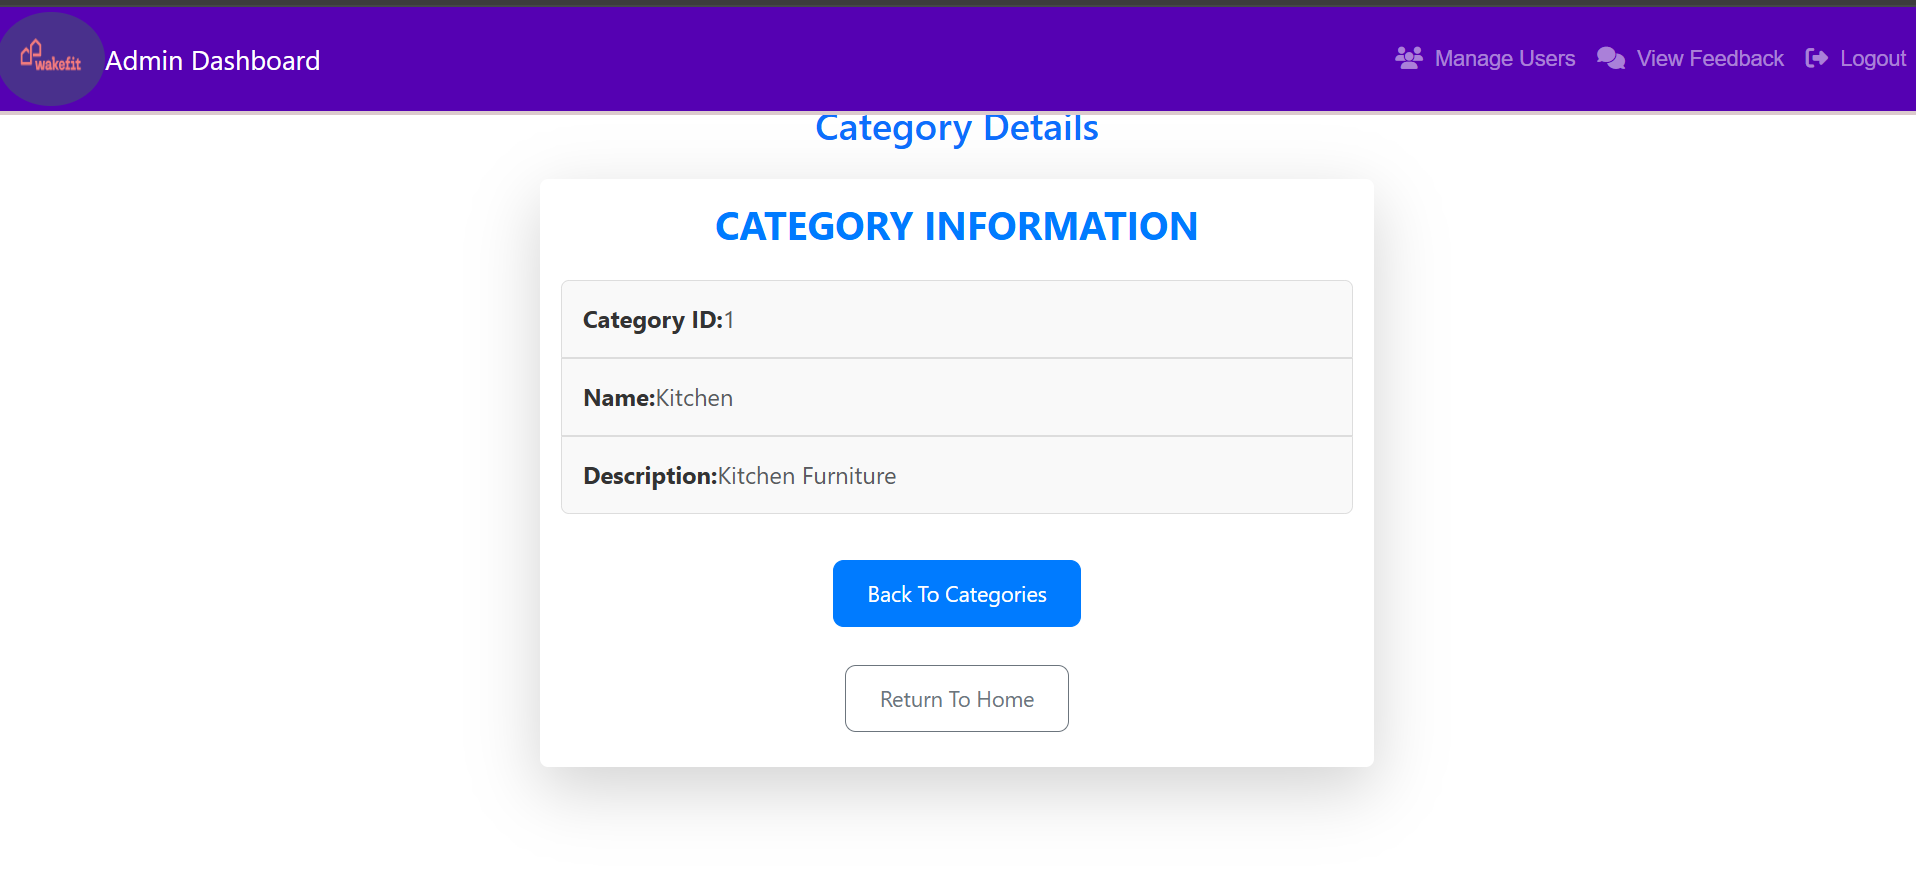 wakefit
Admin Dashboard
Manage Users
View Feedback
Logout
Category Details
CATEGORY INFORMATION
Category ID:1
Name:Kitchen
Description:Kitchen Furniture
Back To Categories
Return To Home